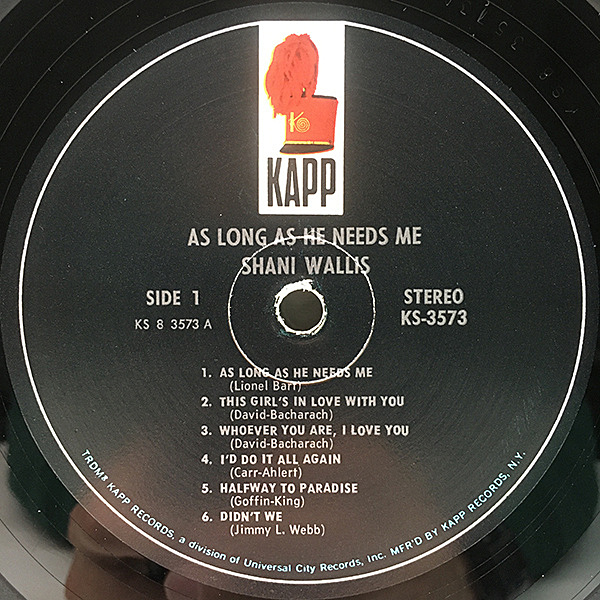 K
KAPP
AS LONG AS HE NEEDS ME
SHANI WALLIS
SIDE 1
KS 8 3573 A
STEREO
KS-3573
1. AS LONG AS HE NEEDS ME
(Lionel Bart)
2. THIS GIRL'S IN LOVE WITH YOU
(David-Bacharach)
3. WHOEVER YOU ARE, I LOVE YOU
(David-Bacharach)
4. I'D DO IT ALL AGAIN
(Carr-Ahlert)
5. HALFWAY TO PARADISE
(Goffin-King)
6. DIDN'T WE
(Jimmy L. Webb)
TRDM& KAPP RECORDS, a division of Universal City Records, Inc. MFR'D BY KAPP RECORDS, N.Y.